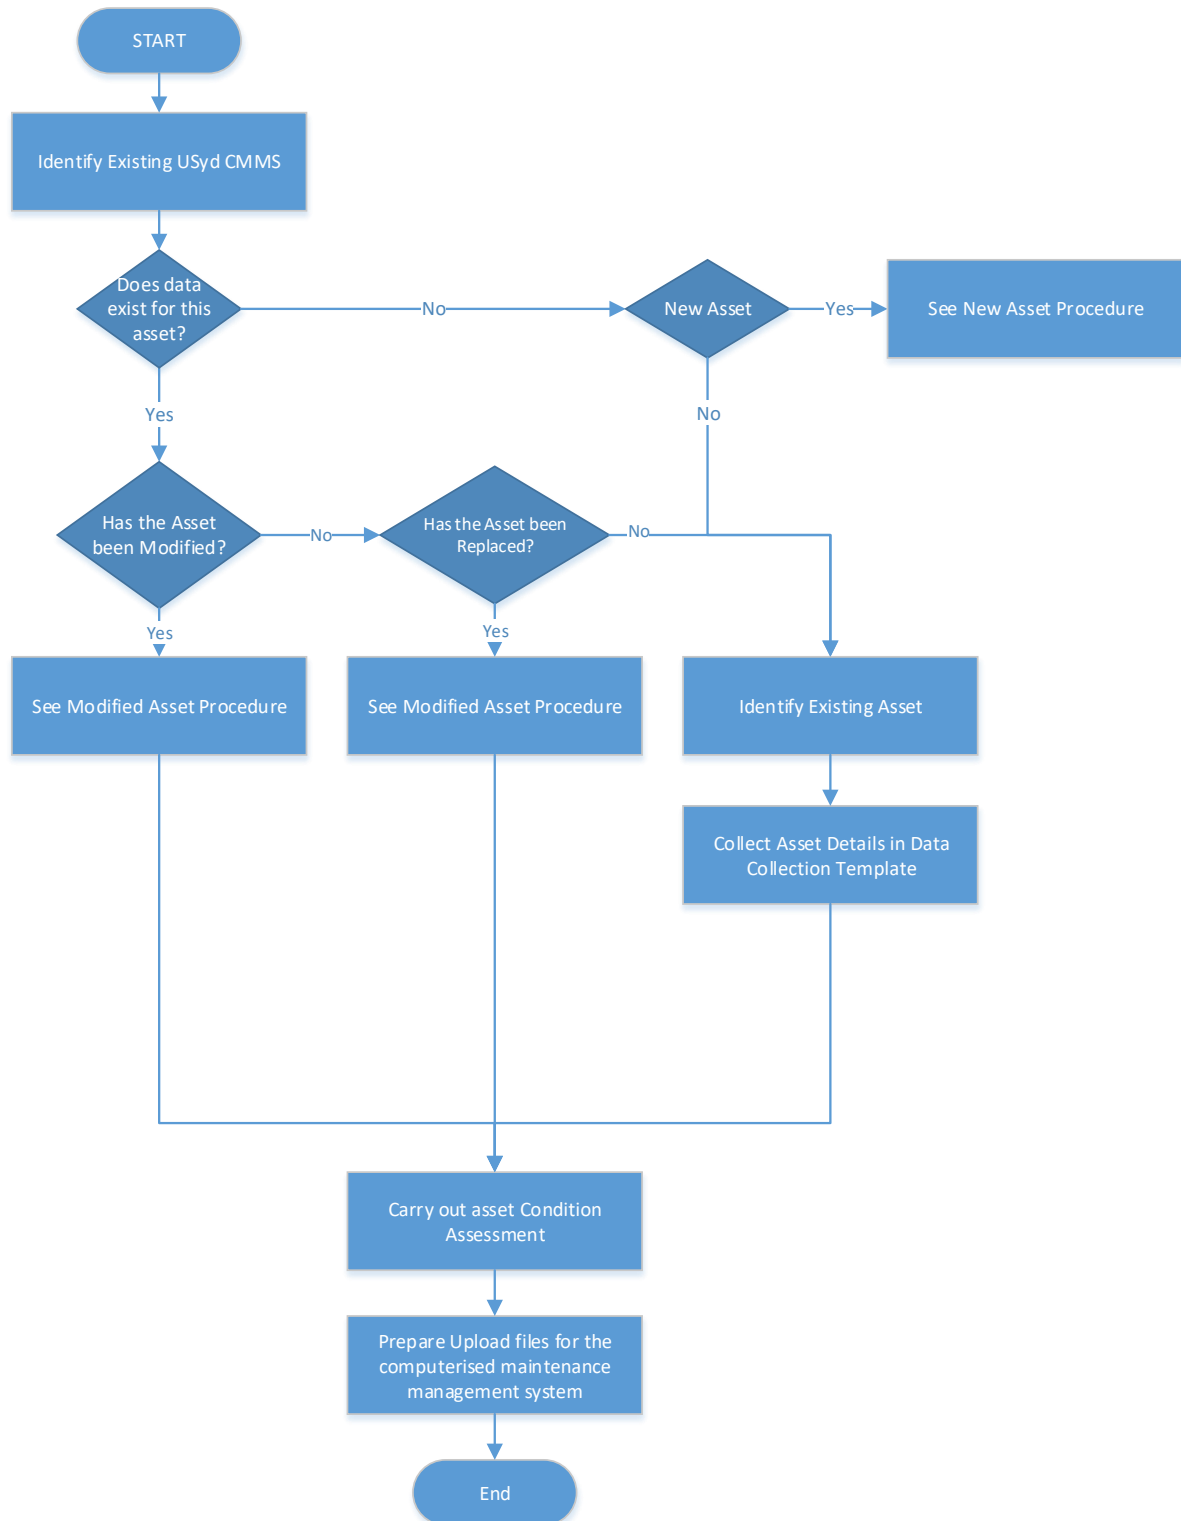 START
Identify Existing USyd CMMS
Does data
exist for this
asset?
No
New Asset
Yes
See New Asset Procedure
Yes
No
Has the Asset
been Modified?
No
Has the Asset been
Replaced?
No
Yes
Yes
See Modified Asset Procedure
See Modified Asset Procedure
Identify Existing Asset
Collect Asset Details in Data
Collection Template
Carry out asset Condition
Assessment
Prepare Upload files for the
computerised maintenance
management system
End